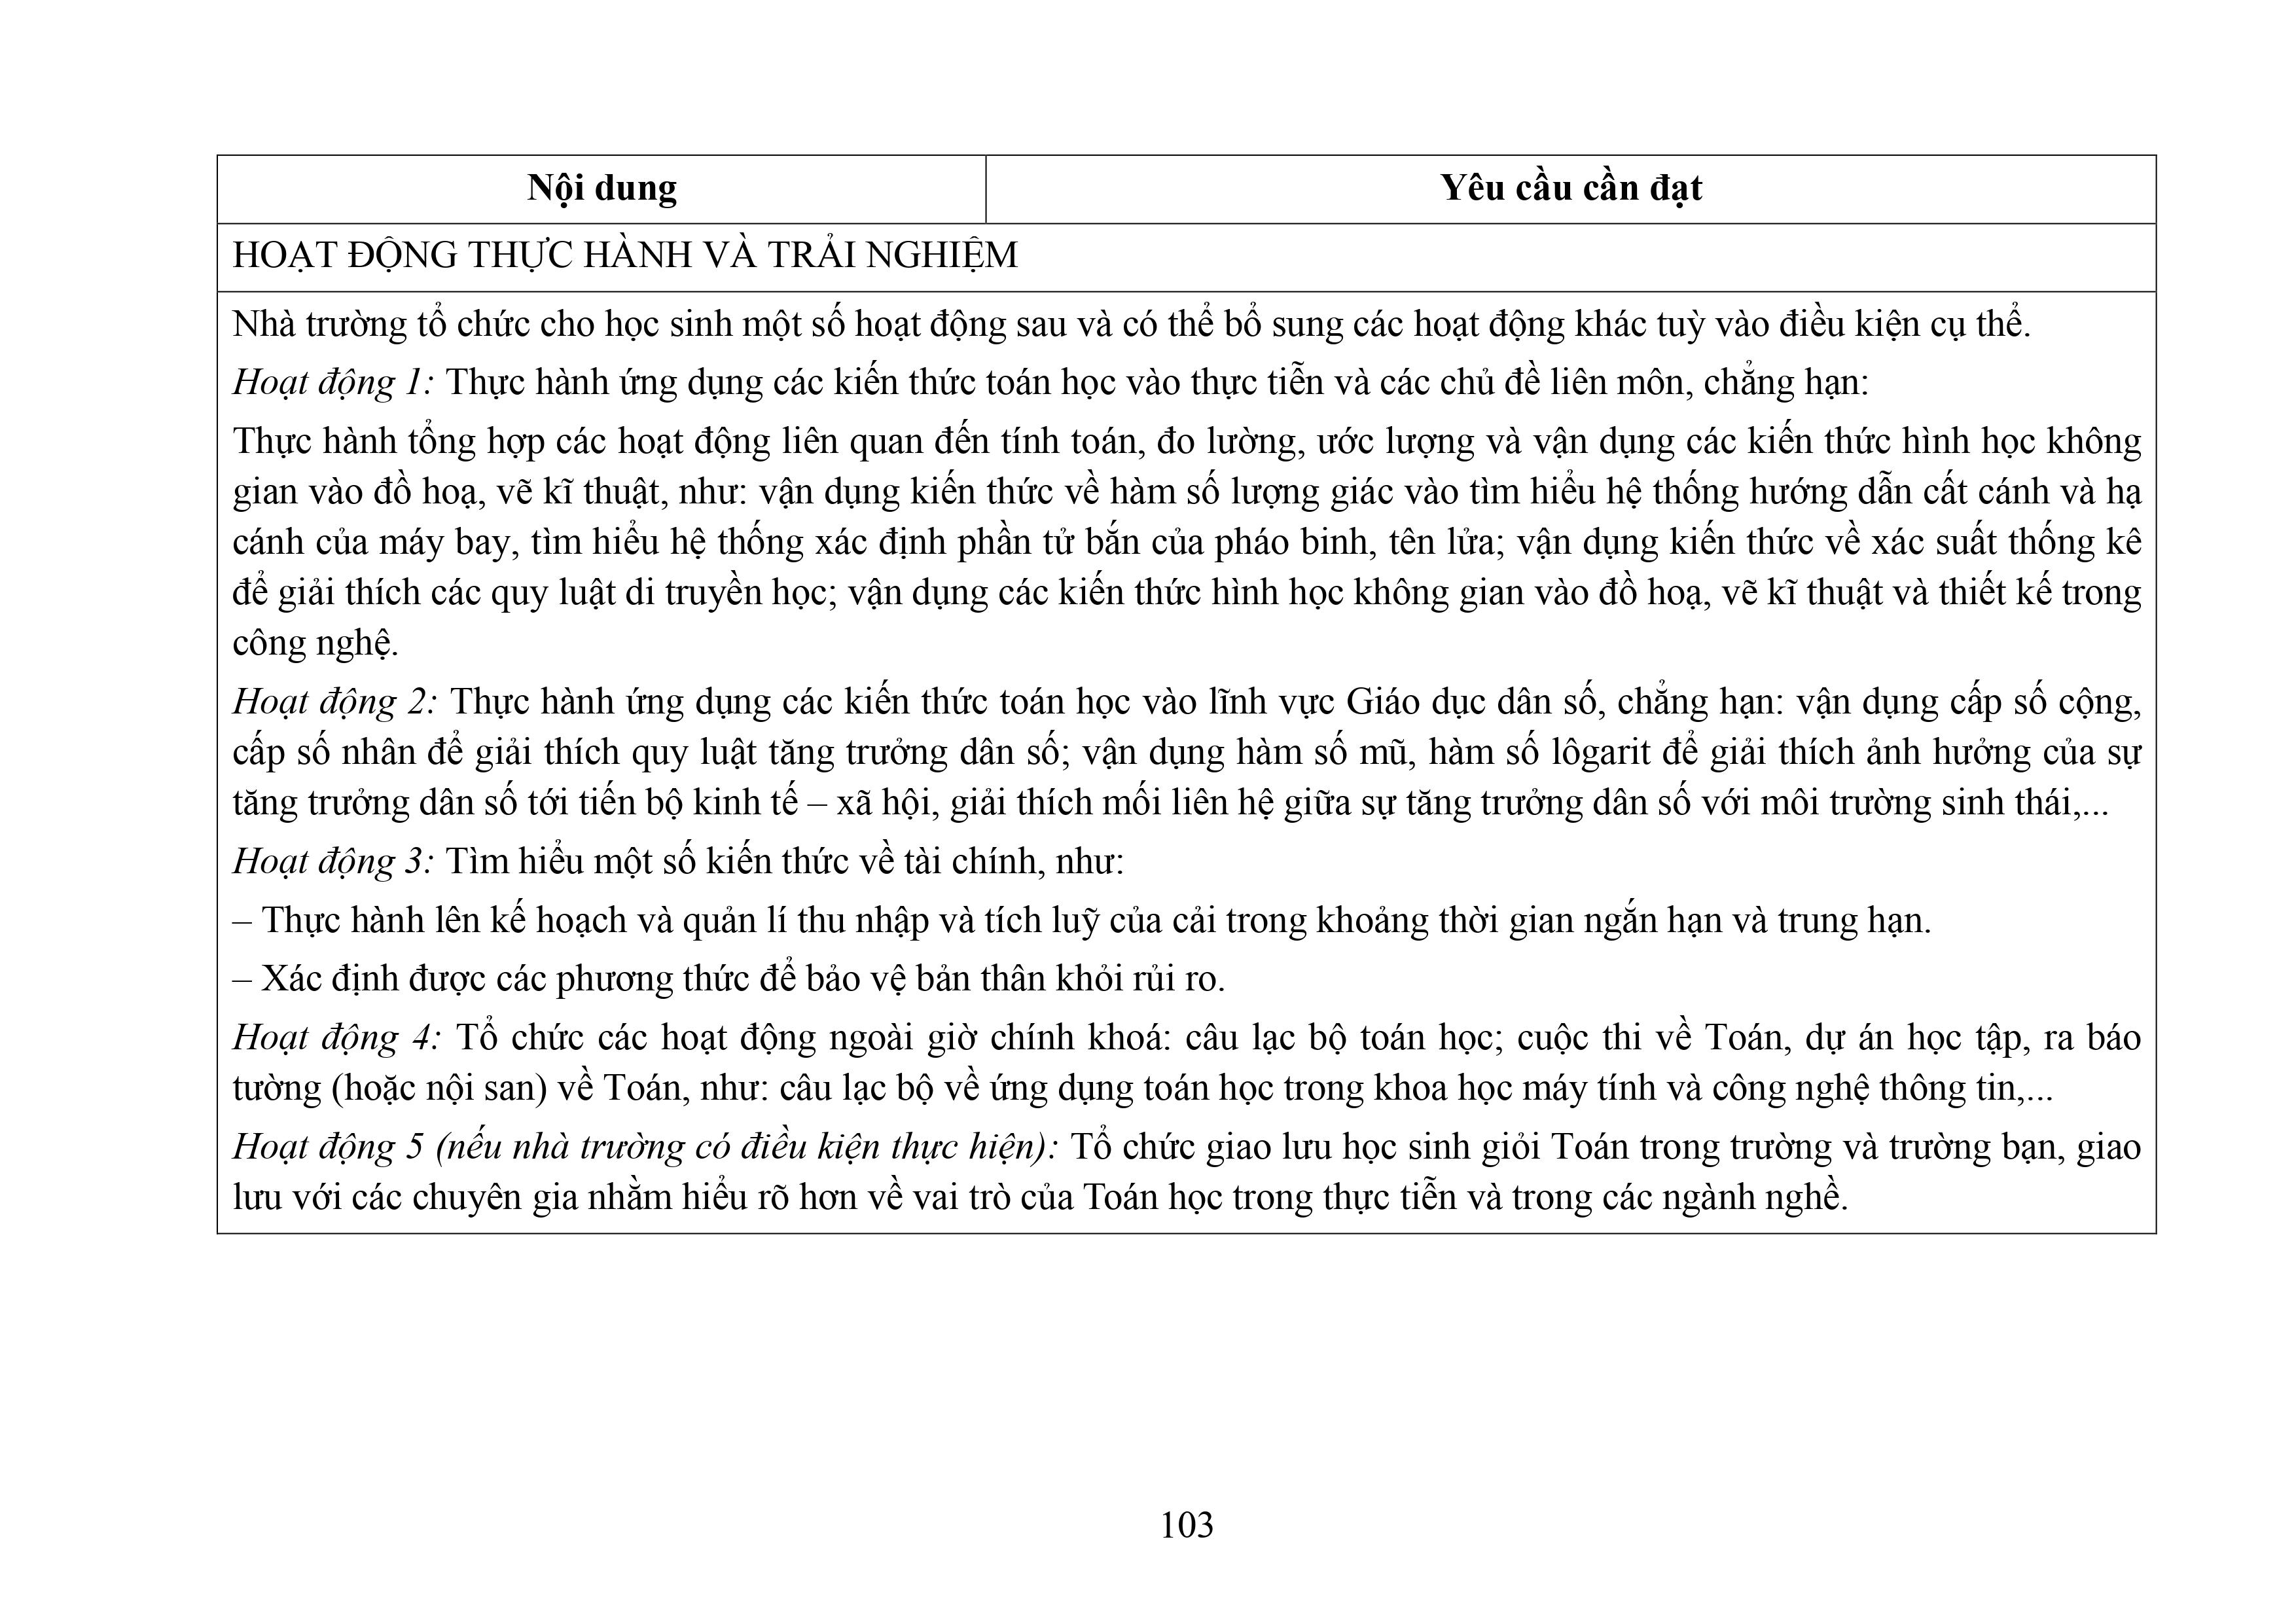 Nội dung
Yêu cầu cần đạt
HOẠT ĐỘNG THỰC HÀNH VÀ TRẢI NGHIỆM
Nhà trường tổ chức cho học sinh một số hoạt động sau và có thể bổ sung các hoạt động khác tuỳ vào điều kiện cụ thể.
Hoạt động 1: Thực hành ứng dụng các kiến thức toán học vào thực tiễn và các chủ đề liên môn, chẳng hạn:
Thực hành tổng hợp các hoạt động liên quan đến tính toán, đo lường, ước lượng và vận dụng các kiến thức hình học không
gian vào đồ hoạ, vẽ kĩ thuật, như: vận dụng kiến thức về hàm số lượng giác vào tìm hiểu hệ thống hướng dẫn cất cánh và hạ
cánh của máy bay, tìm hiểu hệ thống xác định phần tử bắn của pháo binh, tên lửa; vận dụng kiến thức về xác suất thống kê
để giải thích các quy luật di truyền học; vận dụng các kiến thức hình học không gian vào đồ hoạ, vẽ kĩ thuật và thiết kế trong
công nghệ.
Hoạt động 2: Thực hành ứng dụng các kiến thức toán học vào lĩnh vực Giáo dục dân số, chẳng hạn: vận dụng cấp số cộng,
cấp số nhân để giải thích quy luật tăng trưởng dân số; vận dụng hàm số mũ, hàm số lôgarit để giải thích ảnh hưởng của sự
tăng trưởng dân số tới tiến bộ kinh tế – xã hội, giải thích mối liên hệ giữa sự tăng trưởng dân số với môi trường sinh thái,...
Hoạt động 3: Tìm hiểu một số kiến thức về tài chính, như:
– Thực hành lên kế hoạch và quản lí thu nhập và tích luỹ của cải trong khoảng thời gian ngắn hạn và trung hạn.
– Xác định được các phương thức để bảo vệ bản thân khỏi rủi ro.
Hoạt động 4: Tổ chức các hoạt động ngoài giờ chính khoá: câu lạc bộ toán học; cuộc thi về Toán, dự án học tập, ra báo
tường (hoặc nội san) về Toán, như: câu lạc bộ về ứng dụng toán học trong khoa học máy tính và công nghệ thông tin,...
Hoạt động 5 (nếu nhà trường có điều kiện thực hiện): Tổ chức giao lưu học sinh giỏi Toán trong trường và trường bạn, giao
lưu với các chuyên gia nhằm hiểu rõ hơn về vai trò của Toán học trong thực tiễn và trong các ngành nghề.
103